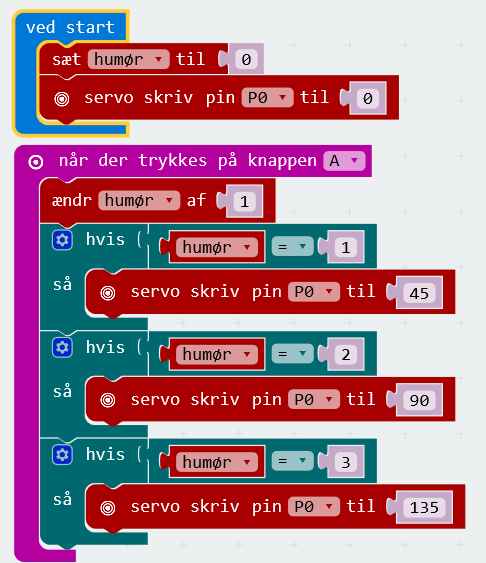 ved start
sæt humør til 0
servo skriv pin P0 til 0
når der trykkes på knappen A
ændr humør af 1
hvis ( humør = 1
så servo skriv pin P0 til 45
hvis ( humør = 2
så servo skriv pin P0 til 90
hvis ( humør = 3
så servo skriv pin P0 til 135